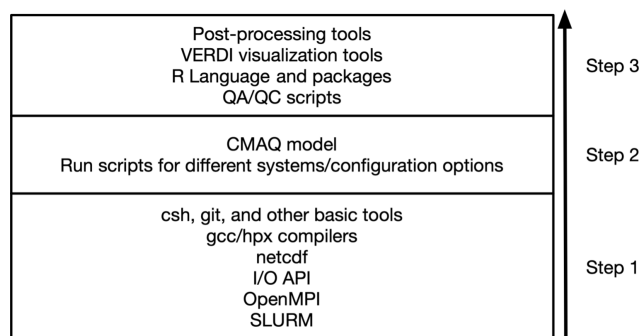 Post-processing tools
VERDI visualization tools
R Language and packages
QA/QC scripts
Step 3
CMAQ model
Run scripts for different systems/configuration options
Step 2
csh, git, and other basic tools
gcc/hpx compilers
netcdf
I/O API
OpenMPI
SLURM
Step 1